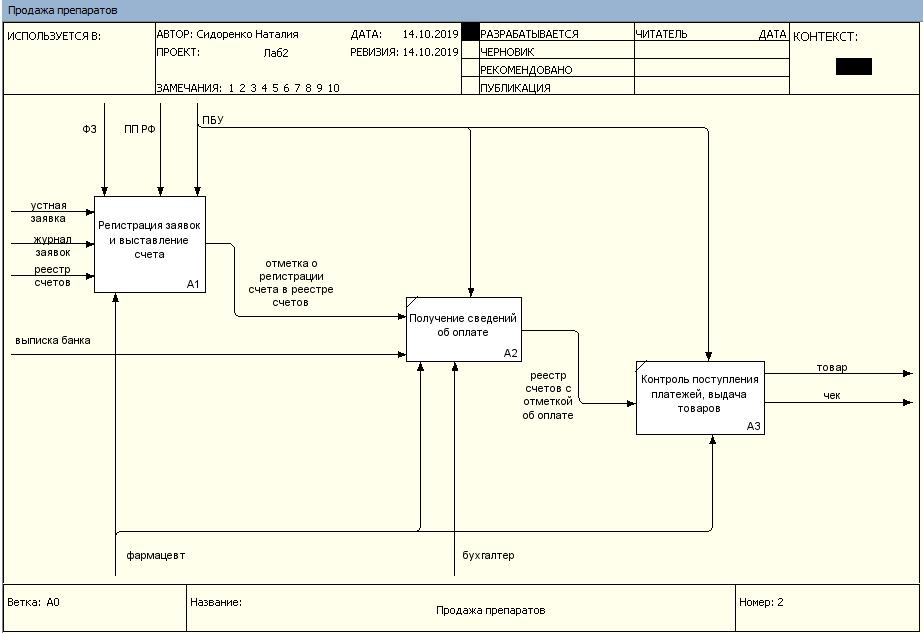 Продажа препаратов
ИСПОЛЬЗУЕТСЯ В:
АВТОР: Сидоренко Наталия
ДАТА: 14.10.2019
ПРОЕКТ: Лаб2
РЕВИЗИЯ: 14.10.2019
ЗАМЕЧАНИЯ: 1 2 3 4 5 6 7 8 9 10
РАЗРАБАТЫВАЕТСЯ
ЧЕРНОВИК
РЕКОМЕНДОВАНО
ПУБЛИКАЦИЯ
ЧИТАТЕЛЬ
ДАТА
КОНТЕКСТ:
ФЗ
ПП РФ
ПБУ
устная
заявка
журнал
заявок
реестр
счетов
Регистрация заявок
и выставление
счета
A1
отметка о
регистрации
счета в реестре
счетов
выписка банка
Получение сведений
об оплате
A2
реестр
счетов с
отметкой
об оплате
Контроль поступления
платежей, выдача
товаров
A3
товар
чек
фармацевт
бухгалтер
Ветка: A0
Название:
Продажа препаратов
Номер: 2